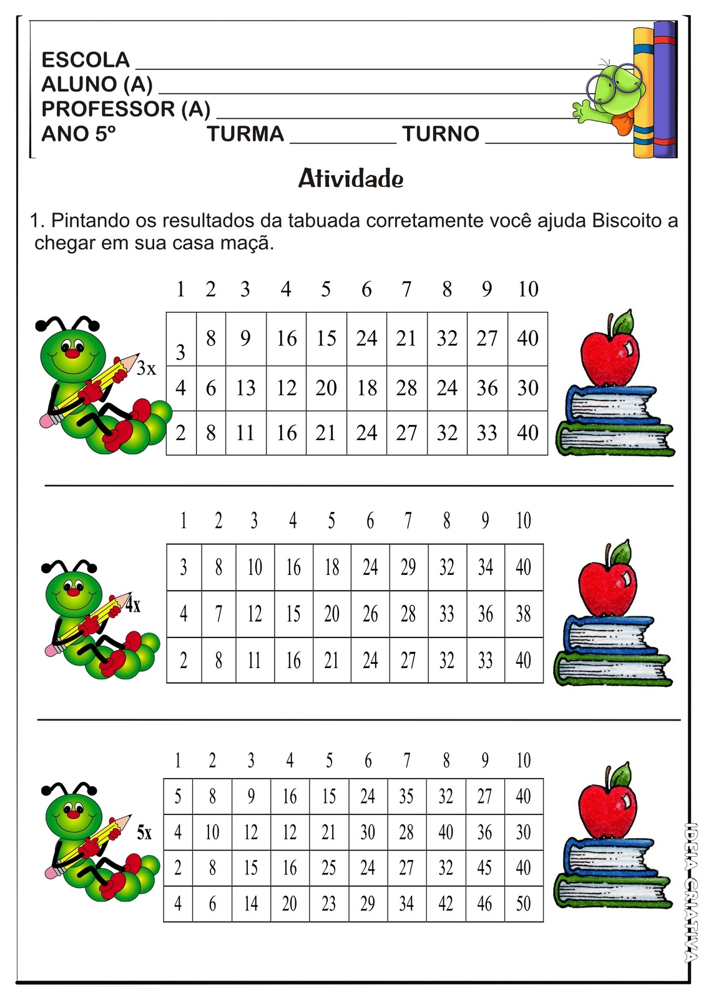 ESCOLA
ALUNO (A)
PROFESSOR (A)
ANO 5º TURMA TURNO
Atividade
1. Pintando os resultados da tabuada corretamente você ajuda Biscoito a
chegar em sua casa maçã.
1 2 3 4 5 6 7 8 9 10
3x
3 8 9 16 15 24 21 32 27 40
4 6 13 12 20 18 28 24 36 30
2 8 11 16 21 24 27 32 33 40
1 2 3 4 5 6 7 8 9 10
4x
3 8 10 16 18 24 29 32 34 40
4 7 12 15 20 26 28 33 36 38
2 8 11 16 21 24 27 32 33 40
1 2 3 4 5 6 7 8 9 10
5x
5 8 9 16 15 24 35 32 27 40
4 10 12 12 21 30 28 40 36 30
2 8 15 16 25 24 27 32 45 40
4 6 14 20 23 29 34 42 46 50
IDEIA CRIATIVA